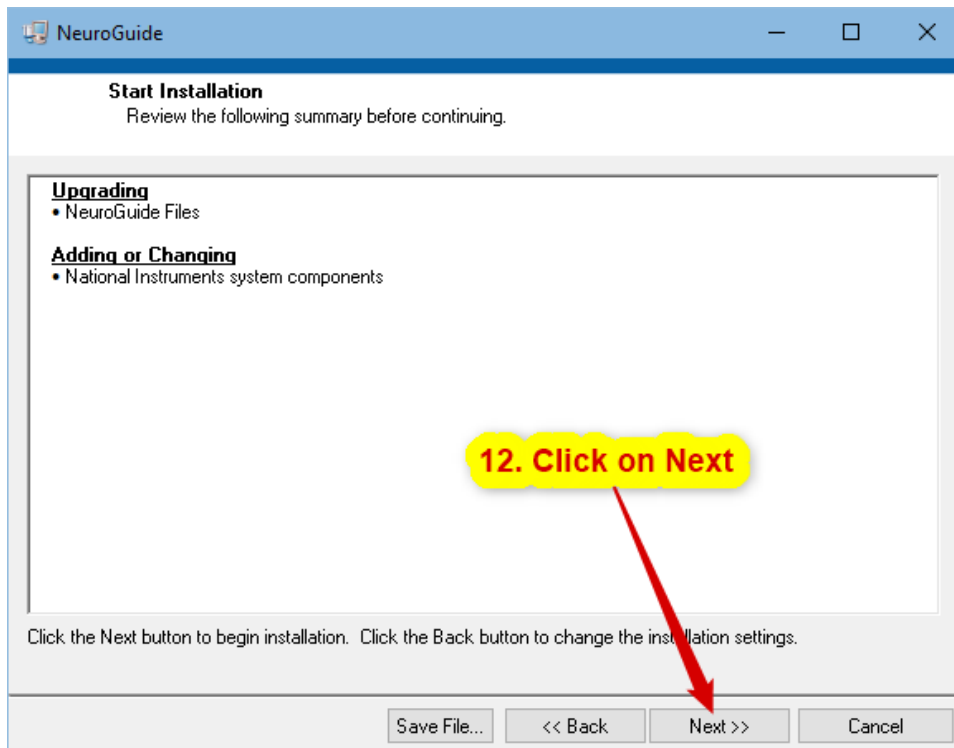 NeuroGuide
Start Installation
Review the following summary before continuing.
Upgrading
• NeuroGuide Files
Adding or Changing
• National Instruments system components
12. Click on Next
Click the Next button to begin installation. Click the Back button to change the installation settings.
Save File... << Back Next >> Cancel